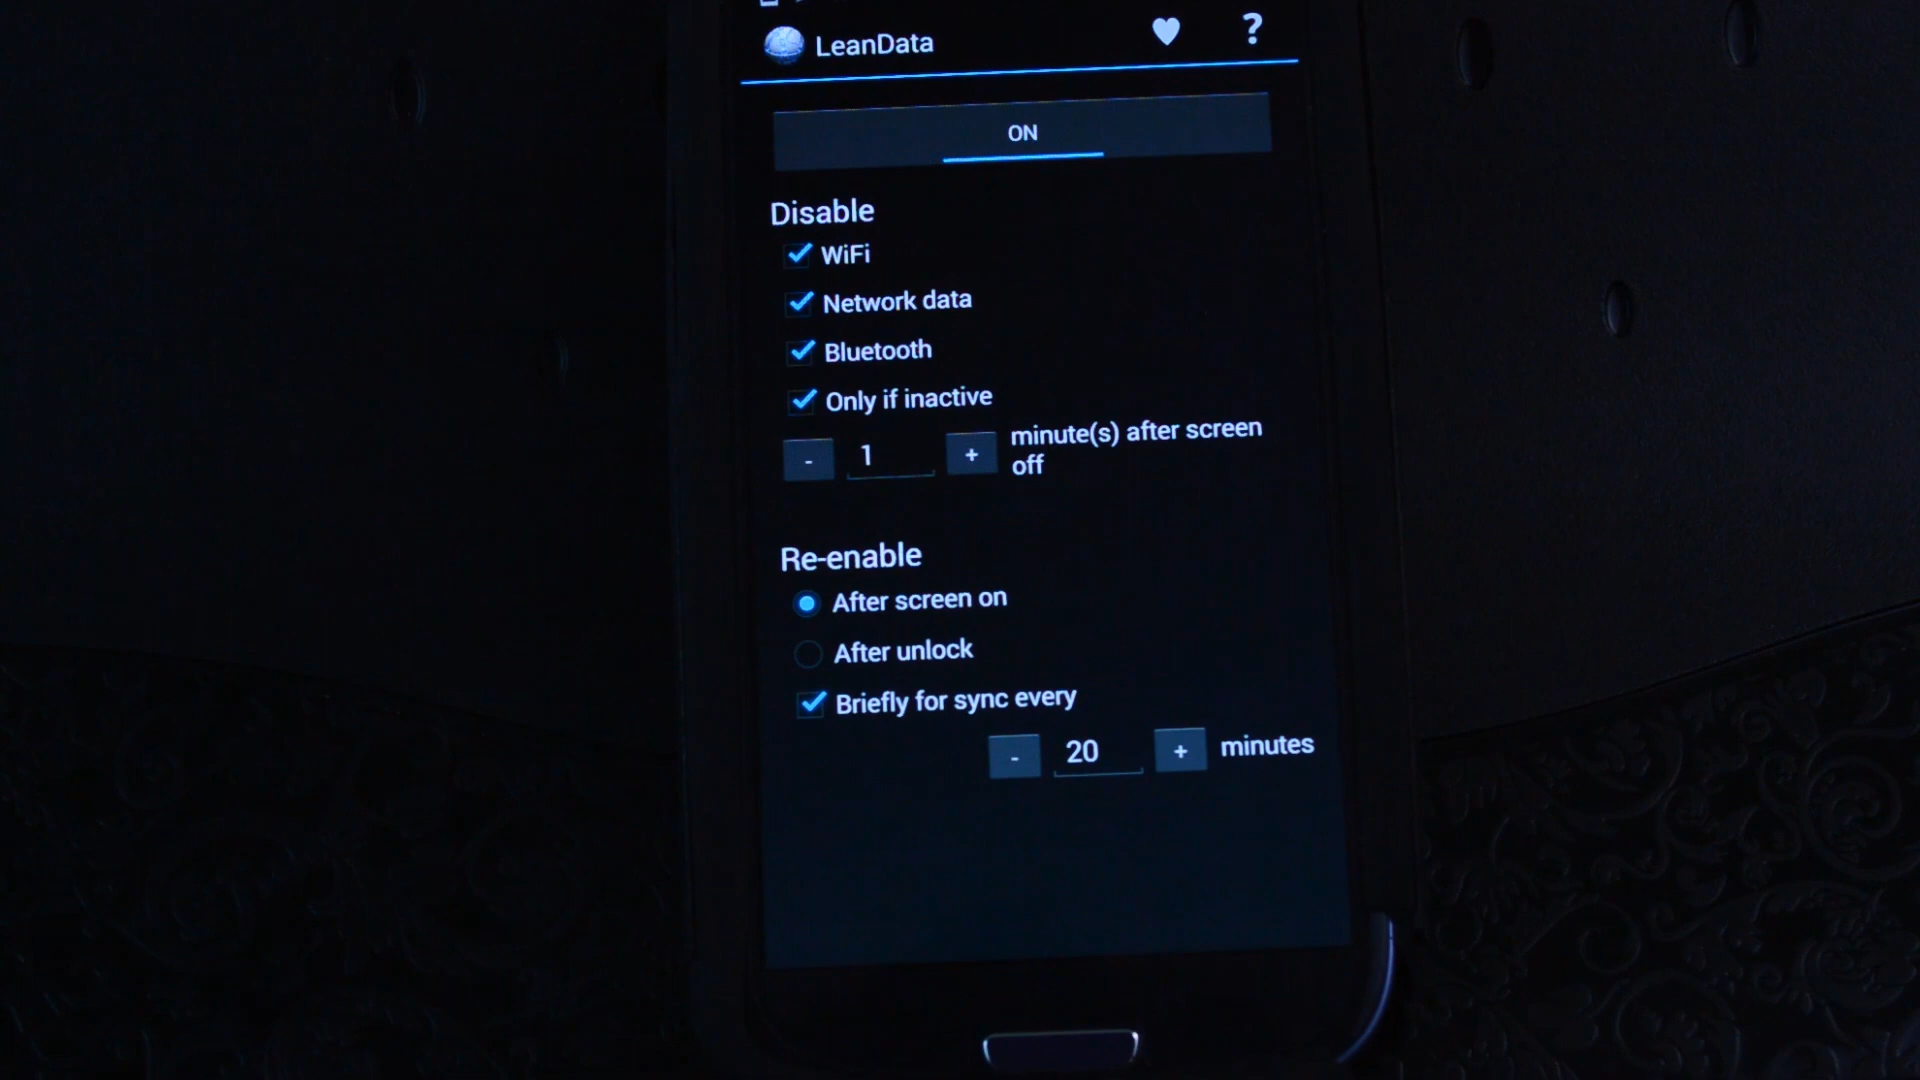 LeanData ?
ON
Disable
WiFi
Network data
Bluetooth
Only if inactive
- 1 + minute(s) after screen
off
Re-enable
After screen on
After unlock
Briefly for sync every
- 20 + minutes